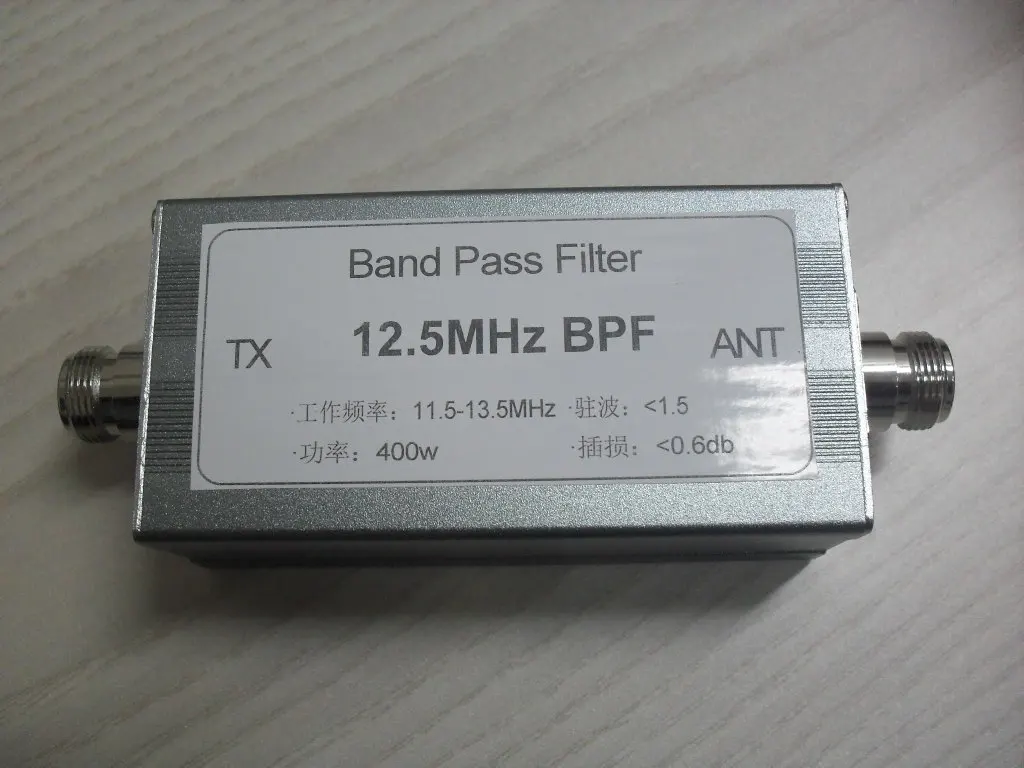 Band Pass Filter
TX 12.5MHz BPF ANT
·工作频率：11.5-13.5MHz ·驻波：<1.5
·功率：400w ·插损：<0.6db